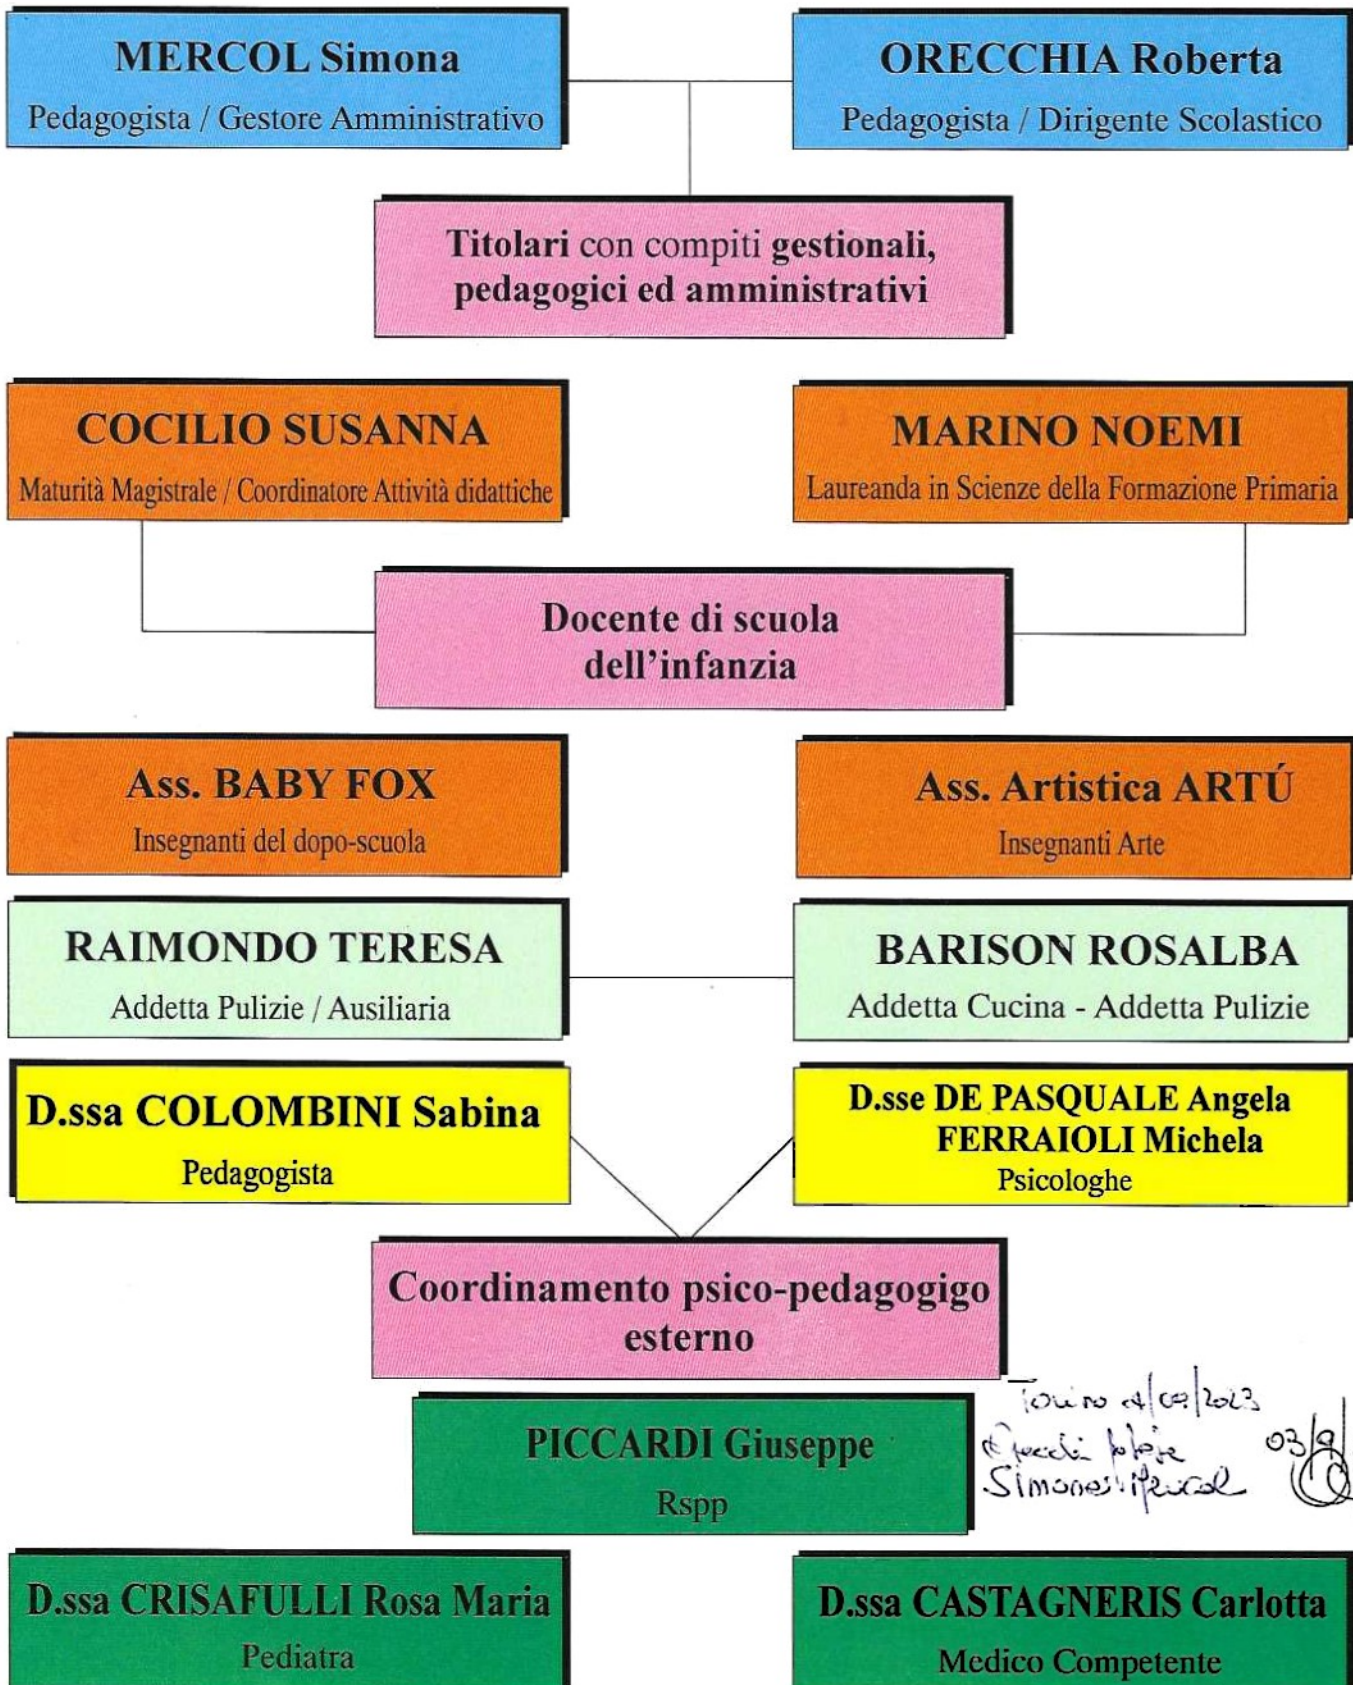 MERCOL Simona
Pedagogista / Gestore Amministrativo
ORECCHIA Roberta
Pedagogista / Dirigente Scolastico
Titolari con compiti gestionali,
pedagogici ed amministrativi
COCILIO SUSANNA
Maturità Magistrale / Coordinatore Attività didattiche
MARINO NOEMI
Laureanda in Scienze della Formazione Primaria
Docente di scuola
dell'infanzia
Ass. BABY FOX
Insegnanti del dopo-scuola
Ass. Artistica ARTÚ
Insegnanti Arte
RAIMONDO TERESA
Addetta Pulizie / Ausiliaria
BARISON ROSALBA
Addetta Cucina - Addetta Pulizie
D.ssa COLOMBINI Sabina
Pedagogista
D.sse DE PASQUALE Angela
FERRAIOLI Michela
Psicologhe
Coordinamento psico-pedagogigo
esterno
PICCARDI Giuseppe
Rspp
Torino
Simona Mercol
D.ssa CRISAFULLI Rosa Maria
Pediatra
D.ssa CASTAGNERIS Carlotta
Medico Competente